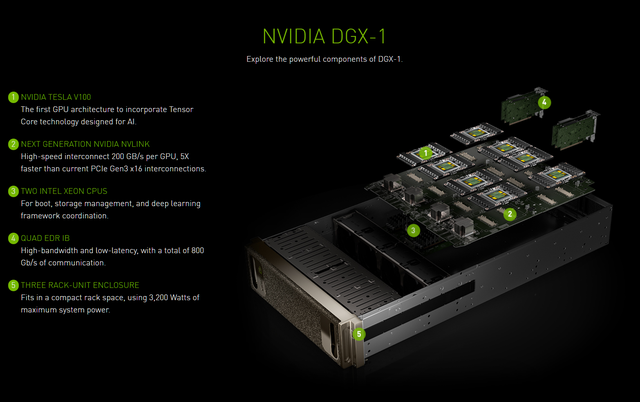 NVIDIA DGX-1
Explore the powerful components of DGX-1.
1 NVIDIA TESLA V100
The first GPU architecture to incorporate Tensor
Core technology designed for AI.
2 NEXT GENERATION NVIDIA NVLINK
High-speed interconnect 200 GB/s per GPU, 5X
faster than current PCIe Gen3 x16 interconnections.
3 TWO INTEL XEON CPUS
For boot, storage management, and deep learning
framework coordination.
4 QUAD EDR IB
High-bandwidth and low-latency, with a total of 800
Gb/s of communication.
5 THREE RACK-UNIT ENCLOSURE
Fits in a compact rack space, using 3,200 Watts of
maximum system power.
4
1
2
3
5